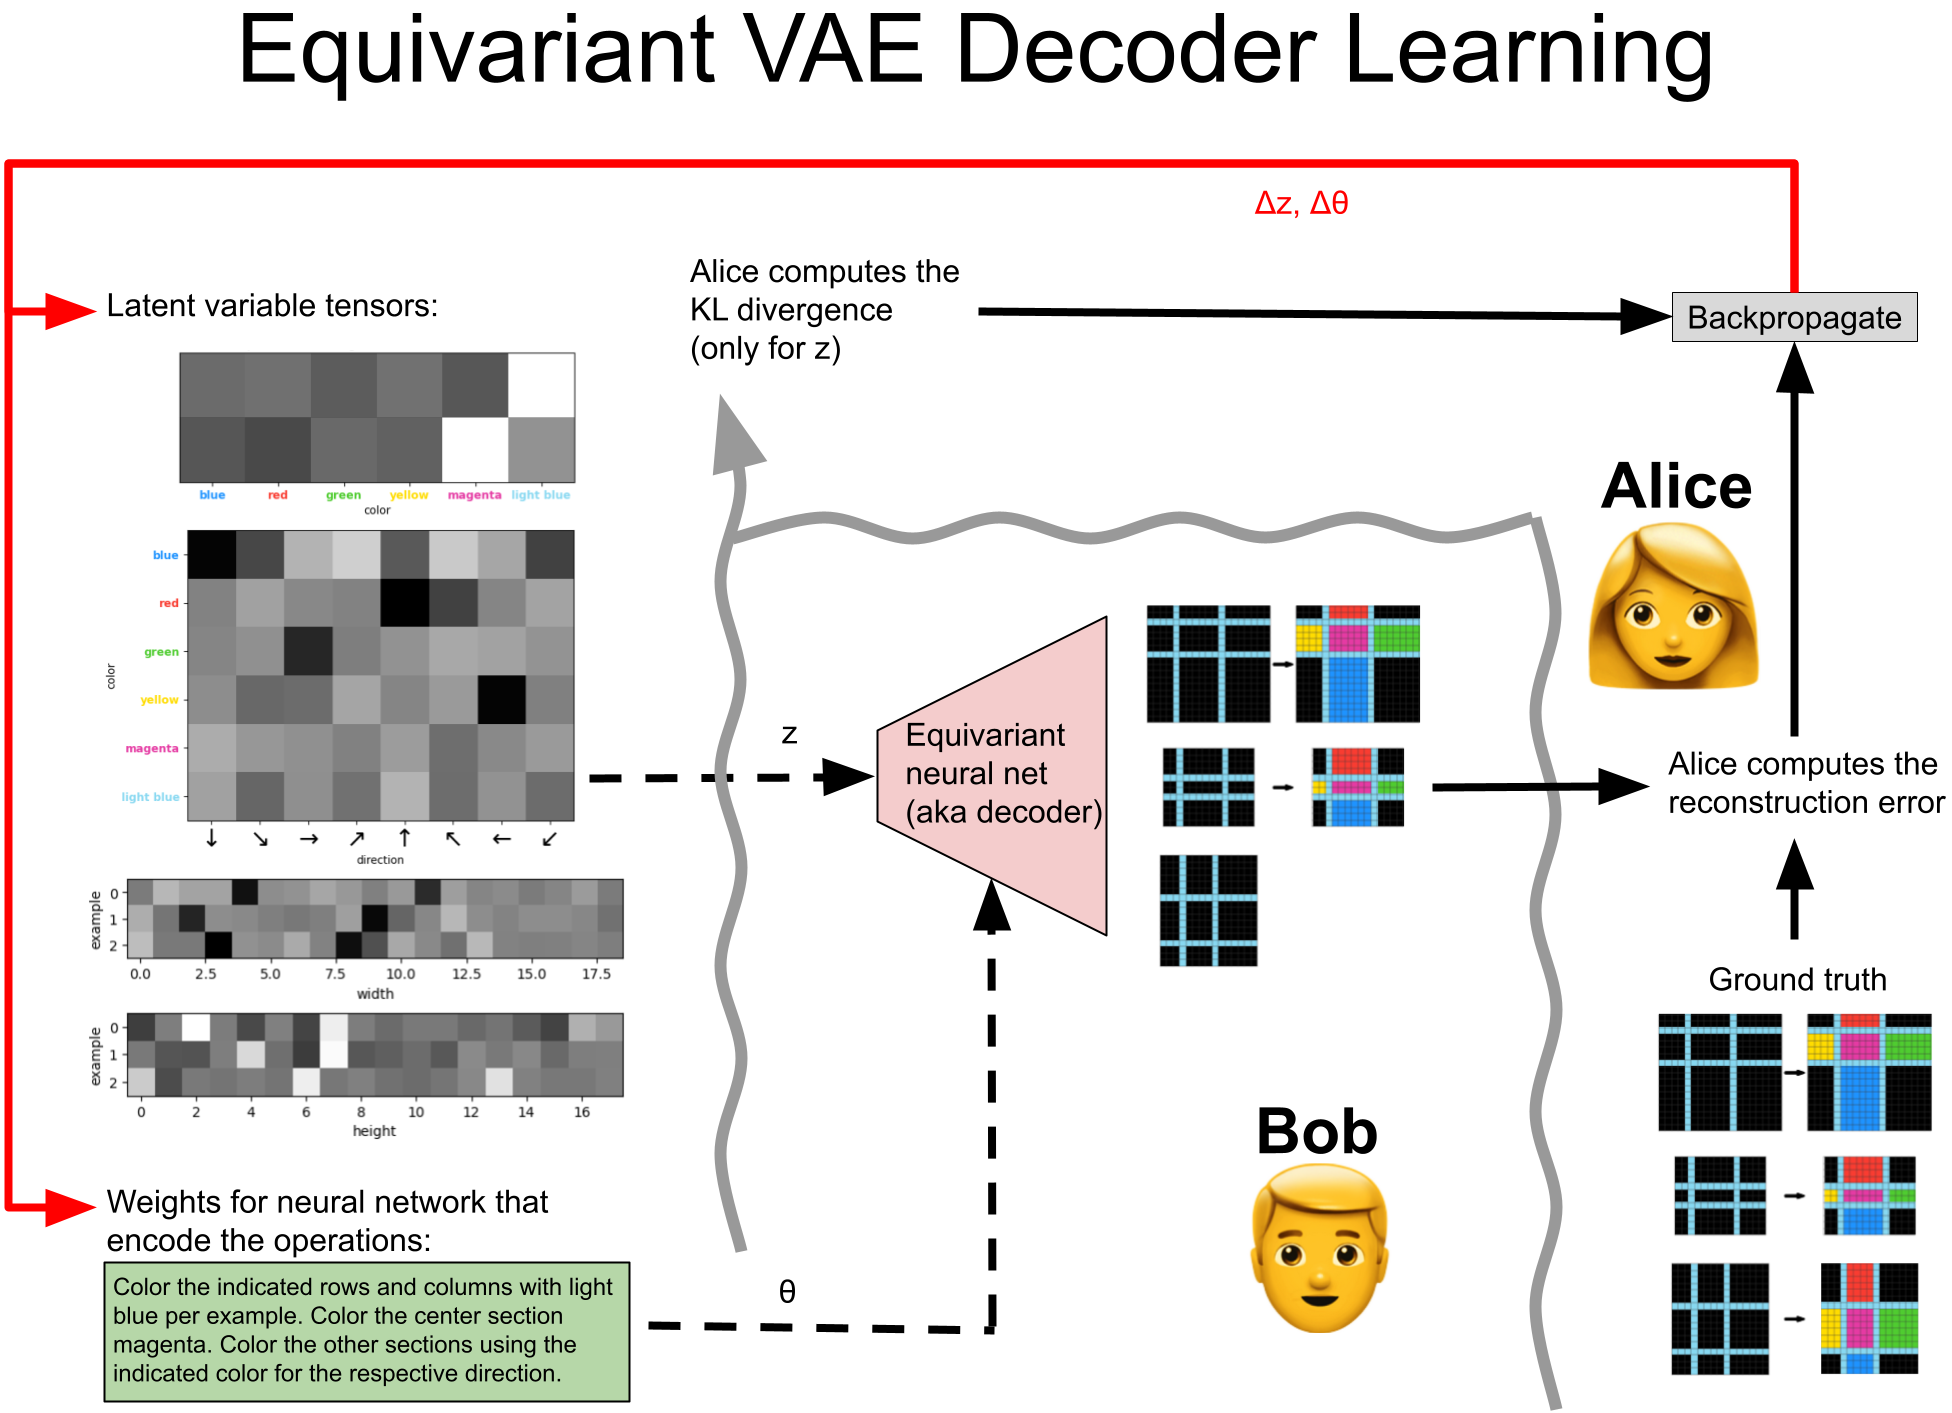 Equivariant VAE Decoder Learning
Δz, Δθ
Alice computes the
KL divergence
(only for z)
Backpropagate
Latent variable tensors:
blue red green yellow magenta light blue
color
Alice
color
blue
red
green
yellow
magenta
light blue
↓ ↘ → ↗ ↑ ↖ ← ↙
direction
example
0
1
2
0.0 2.5 5.0 7.5 10.0 12.5 15.0 17.5
width
example
0
1
2
0 2 4 6 8 10 12 14 16
height
z
Equivariant
neural net
(aka decoder)
Alice computes the
reconstruction error
Ground truth
Bob
Weights for neural network that
encode the operations:
Color the indicated rows and columns with light
blue per example. Color the center section
magenta. Color the other sections using the
indicated color for the respective direction.
θ